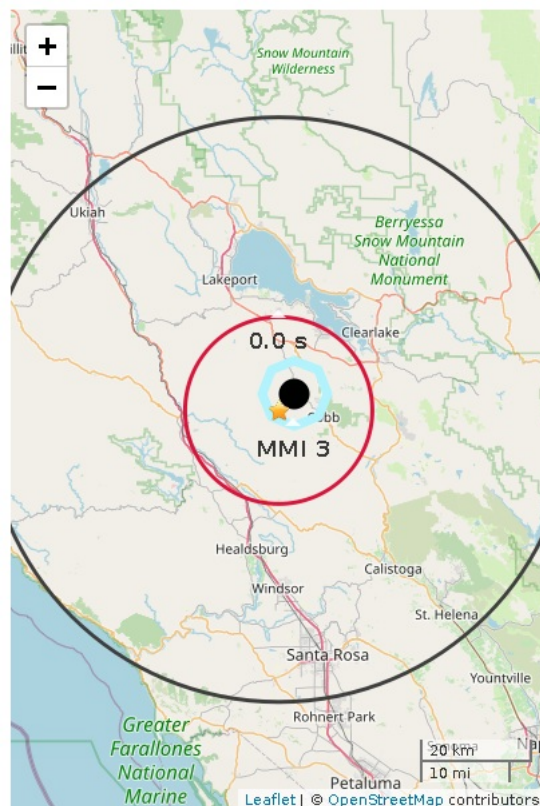 +
Snow Mountain
Wilderness
−
Ukiah
Berryessa
Snow Mountain
National
Monument
Lakeport
Clearlake
0.0 s
MMI 3
Healdsburg
Calistoga
Windsor
St. Helena
Santa Rosa
Yountville
Rohnert Park
Greater
Farallones
National
Marine
20 km
10 mi
Petaluma
Leaflet | © OpenStreetMap contributors